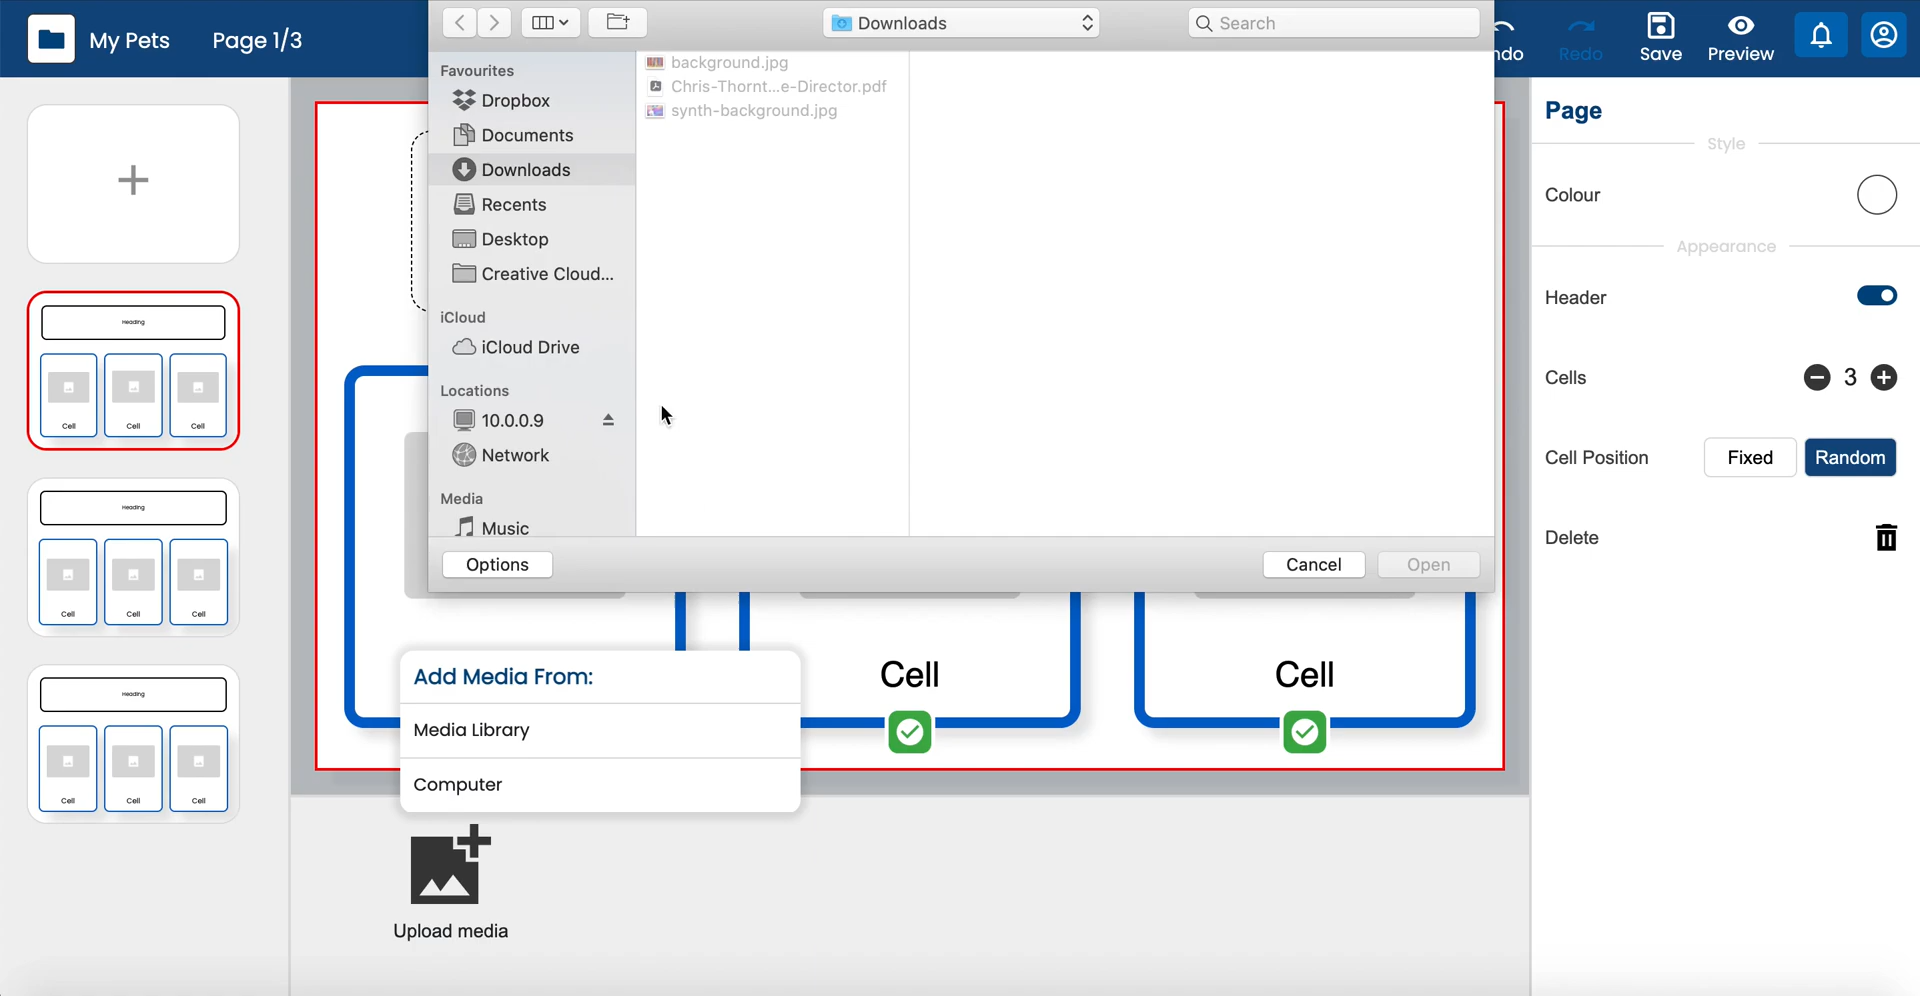 My Pets
Page 1/3
Downloads
Search
ndo
Redo
Save
Preview
Favourites
Dropbox
Documents
Downloads
Recents
Desktop
Creative Cloud...
iCloud
iCloud Drive
Locations
10.0.0.9
Network
Media
Music
background.jpg
Chris-Thornt...e-Director.pdf
synth-background.jpg
Options
Cancel
Open
Heading
Cell
Cell
Cell
Heading
Cell
Cell
Cell
Heading
Cell
Cell
Cell
Cell
Cell
Add Media From:
Media Library
Computer
Upload media
Page
Style
Colour
Appearance
Header
Cells
3
Cell Position
Fixed
Random
Delete